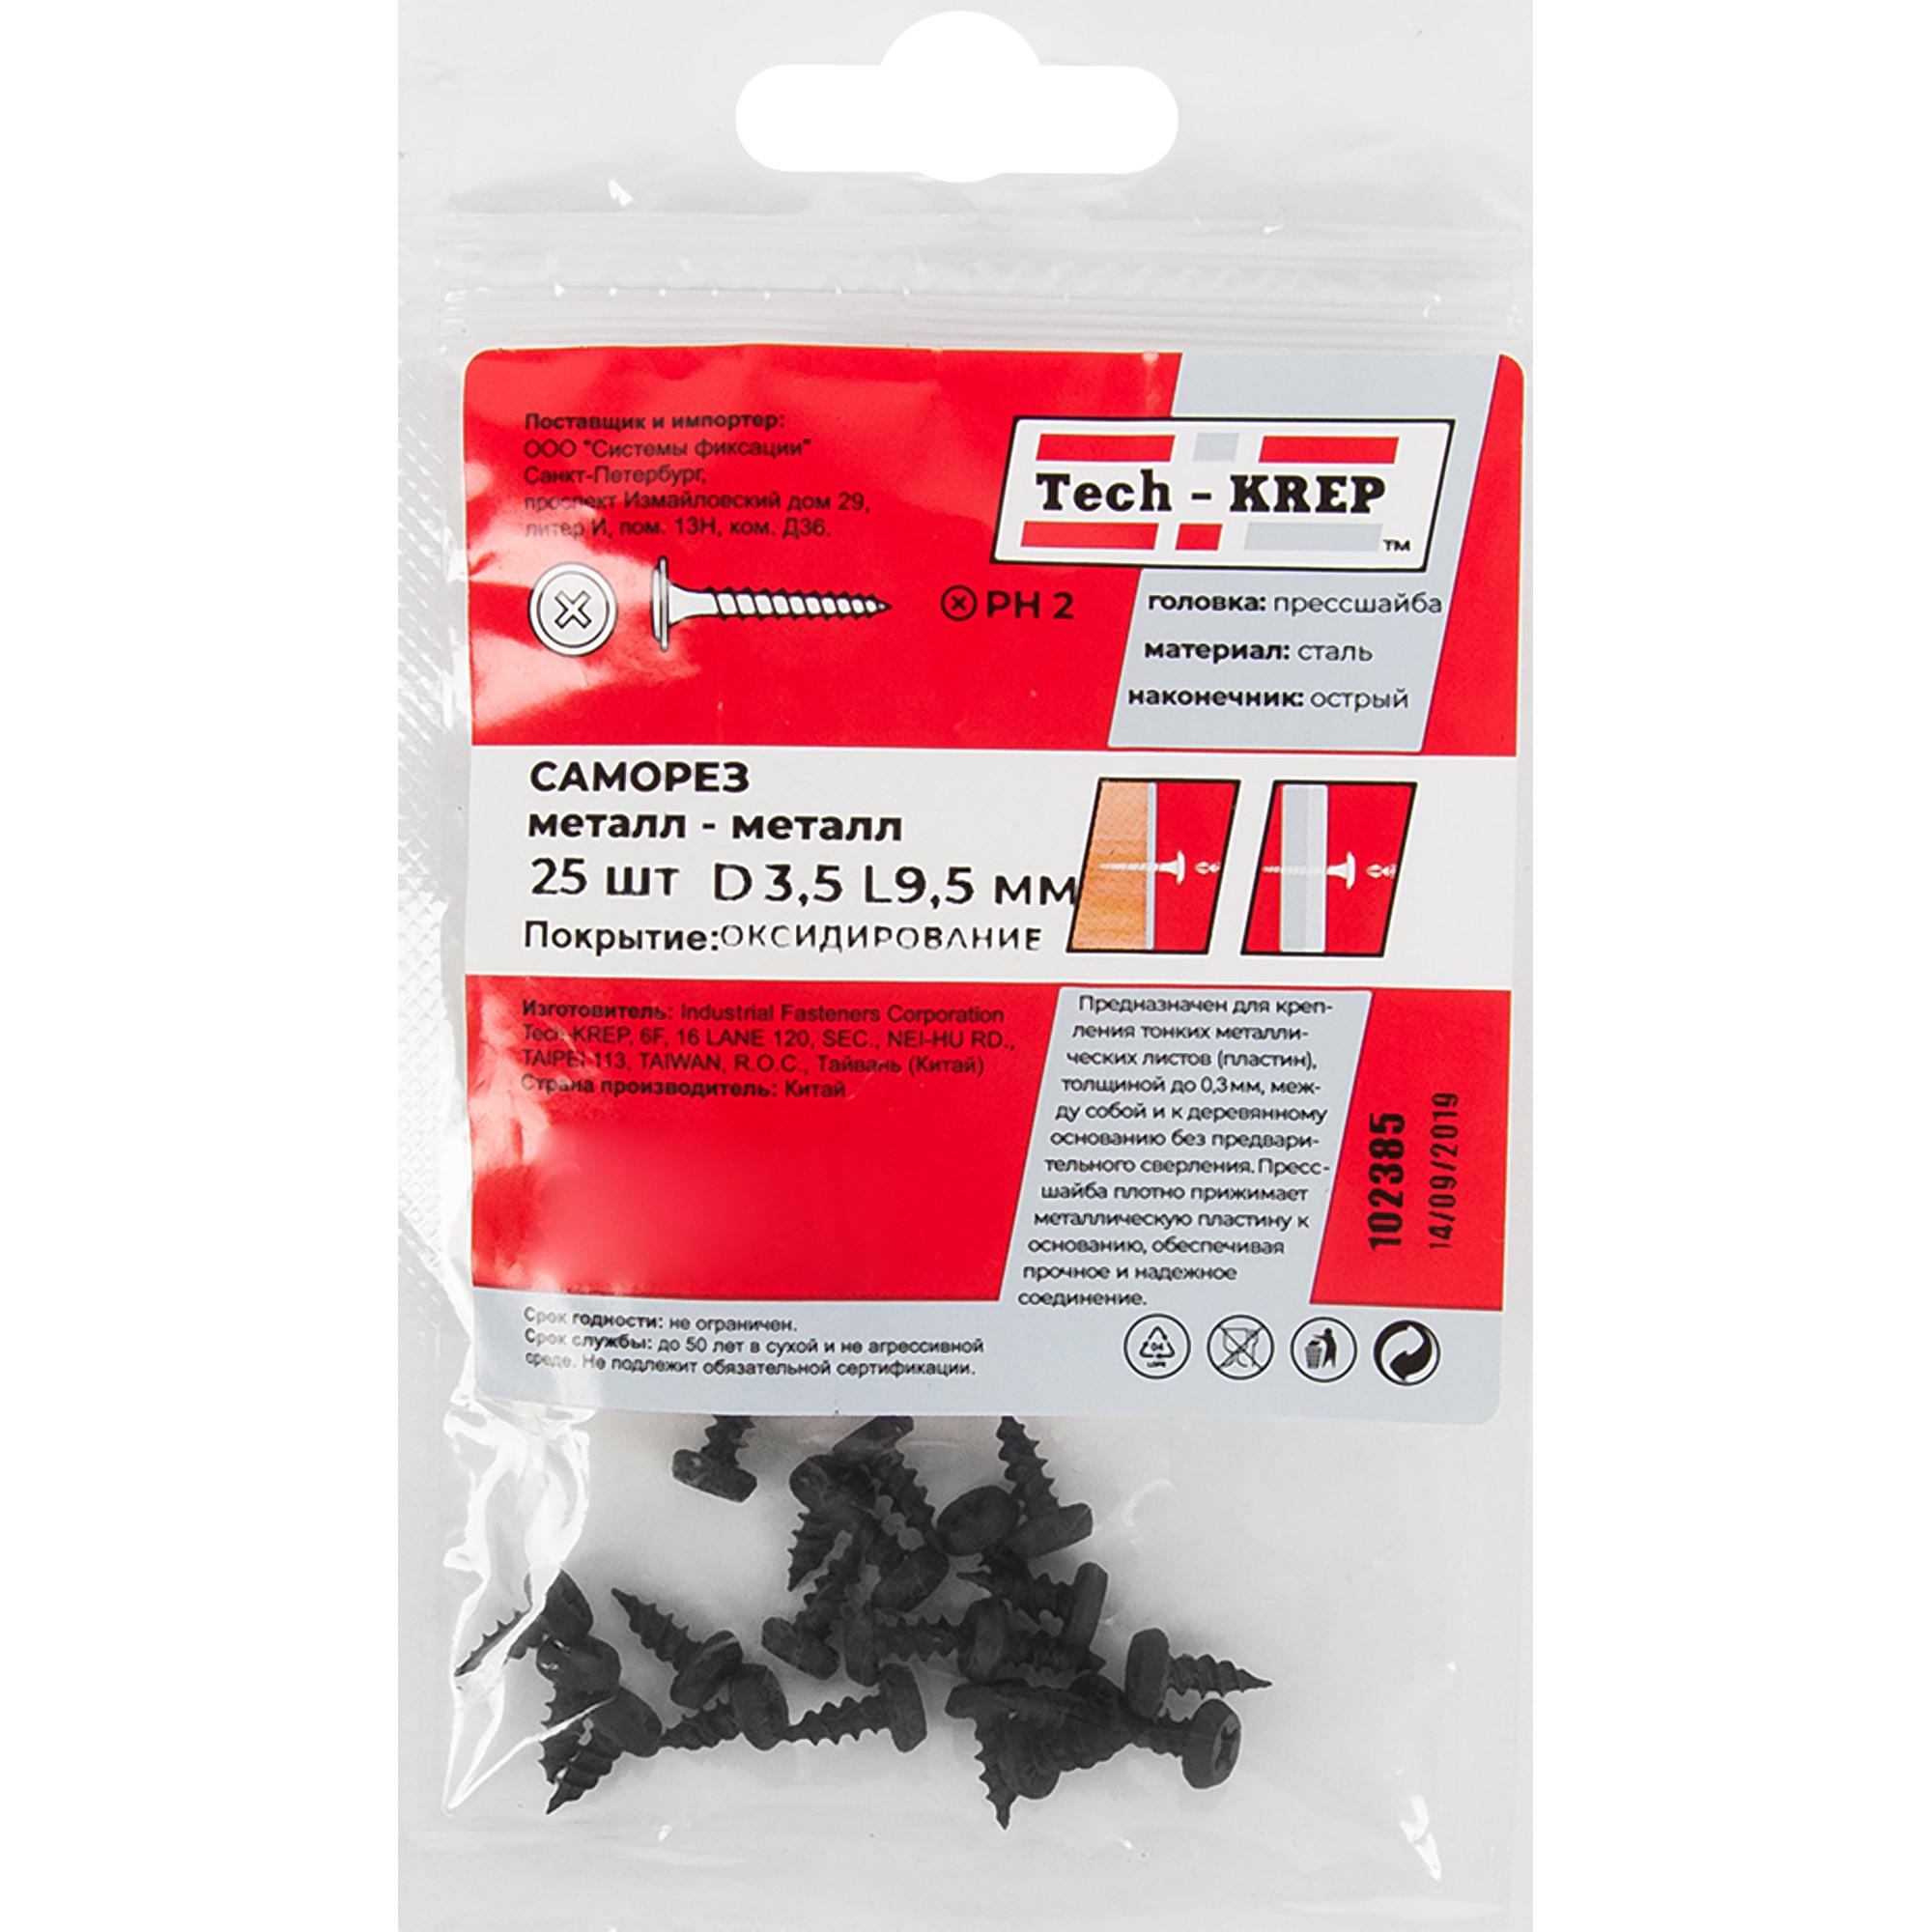 Поставщик и импортер:
ООО "Системы фиксации"
Санкт-Петербург,
проспект Измайловский дом 29,
литер И, пом. 13Н, ком. Д36.
Tech - KREP
TM
PH 2
головка: прессшайба
материал: сталь
наконечник: острый
САМОРЕЗ
металл - металл
25 шт D 3,5 L9,5 мм
Покрытие:ОКСИДИРОВАНИЕ
Изготовитель: Industrial Fasteners Corporation
Tech-KREP, 6F, 16 LANE 120, SEC., NEI-HU RD.,
TAIPEI-113, TAIWAN, R.O.C., Тайвань (Китай)
Страна производитель: Китай
Предназначен для креп-
ления тонких металли-
ческих листов (пластин),
толщиной до 0,3мм, меж-
ду собой и к деревянному
основанию без предвари-
тельного сверления. Пресс-
шайба плотно прижимает
металлическую пластину к
основанию, обеспечивая
прочное и надежное
соединение.
102385
14/09/2019
Срок годности: не ограничен.
Срок службы: до 50 лет в сухой и не агрессивной
среде. Не подлежит обязательной сертификации.
04
LDPE